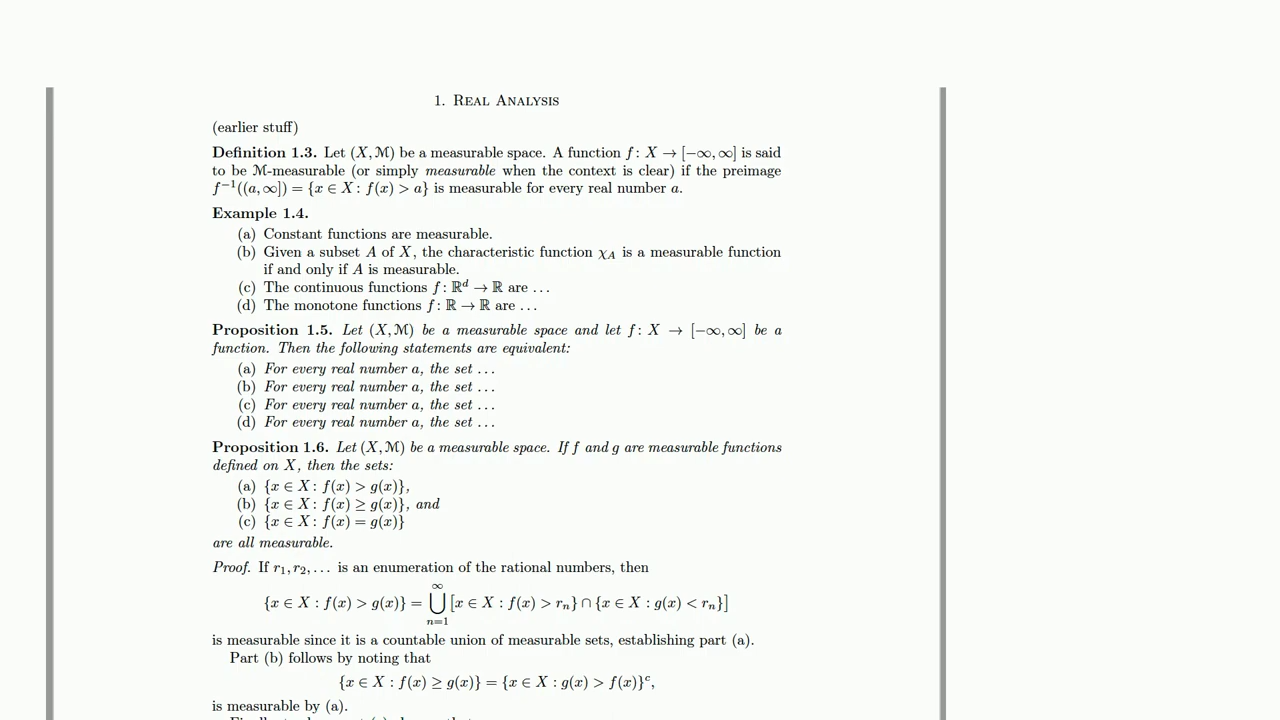 1. Real Analysis
(earlier stuff)
Definition 1.3. Let (X, ℳ) be a measurable space. A function f : X → [−∞, ∞] is said
to be ℳ-measurable (or simply measurable when the context is clear) if the preimage
f⁻¹((a, ∞]) = {x ∈ X : f(x) > a} is measurable for every real number a.
Example 1.4.
(a) Constant functions are measurable.
(b) Given a subset A of X, the characteristic function χ_A is a measurable function
if and only if A is measurable.
(c) The continuous functions f : ℝᵈ → ℝ are ...
(d) The monotone functions f : ℝ → ℝ are ...
Proposition 1.5. Let (X, ℳ) be a measurable space and let f : X → [−∞, ∞] be a
function. Then the following statements are equivalent:
(a) For every real number a, the set ...
(b) For every real number a, the set ...
(c) For every real number a, the set ...
(d) For every real number a, the set ...
Proposition 1.6. Let (X, ℳ) be a measurable space. If f and g are measurable functions
defined on X, then the sets:
(a) {x ∈ X : f(x) > g(x)},
(b) {x ∈ X : f(x) ≥ g(x)}, and
(c) {x ∈ X : f(x) = g(x)}
are all measurable.
Proof. If r₁, r₂, ... is an enumeration of the rational numbers, then
{x ∈ X : f(x) > g(x)} = ⋃_{n=1}^{∞} [x ∈ X : f(x) > rₙ} ∩ {x ∈ X : g(x) < rₙ}]
is measurable since it is a countable union of measurable sets, establishing part (a).
Part (b) follows by noting that
{x ∈ X : f(x) ≥ g(x)} = {x ∈ X : g(x) > f(x)}ᶜ,
is measurable by (a).